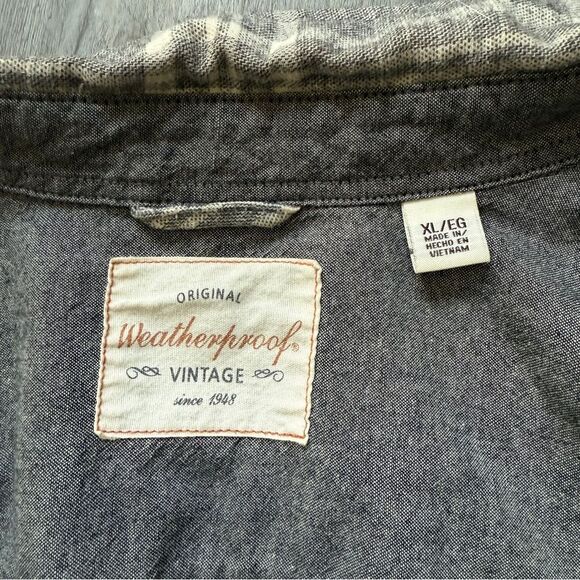 XL/EG
MADE IN/
HECHO EN
VIETNAM
ORIGINAL
Weatherproof®
VINTAGE
since 1948